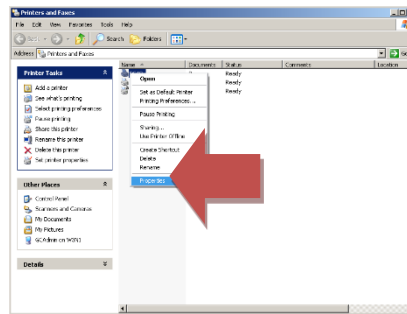 Printers and Faxes
File Edit View Favorites Tools Help
Back Search Folders
Address Printers and Faxes Go
Name Documents Status Comments Location
Printer Tasks
Add a printer
See what's printing
Select printing preferences
Pause printing
Share this printer
Rename this printer
Delete this printer
Set printer properties
Other Places
Control Panel
Scanners and Cameras
My Documents
My Pictures
Details
Ready
Ready
Ready
Open
Set as Default Printer
Printing Preferences...
Pause Printing
Sharing...
Use Printer Offline
Create Shortcut
Delete
Rename
Properties